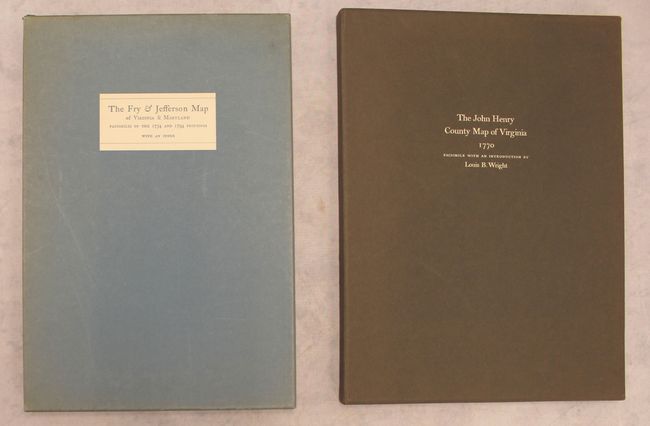 The Fry & Jefferson Map
of Virginia & Maryland
facsimiles of the 1754 and 1794 printings
with an index
The John Henry
County Map of Virginia
1770
facsimile with an introduction by
Louis B. Wright